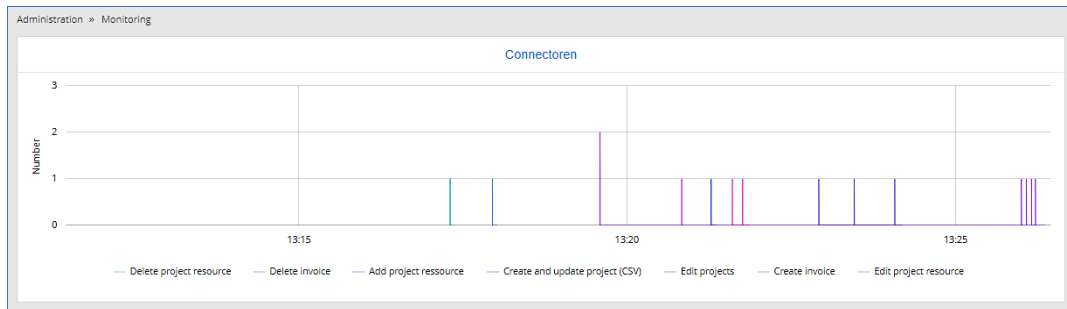 Administration » Monitoring
Connectoren
3
2
1
0
Number
13:15 13:20 13:25
Delete project resource Delete invoice Add project ressource Create and update project (CSV) Edit projects Create invoice Edit project resource